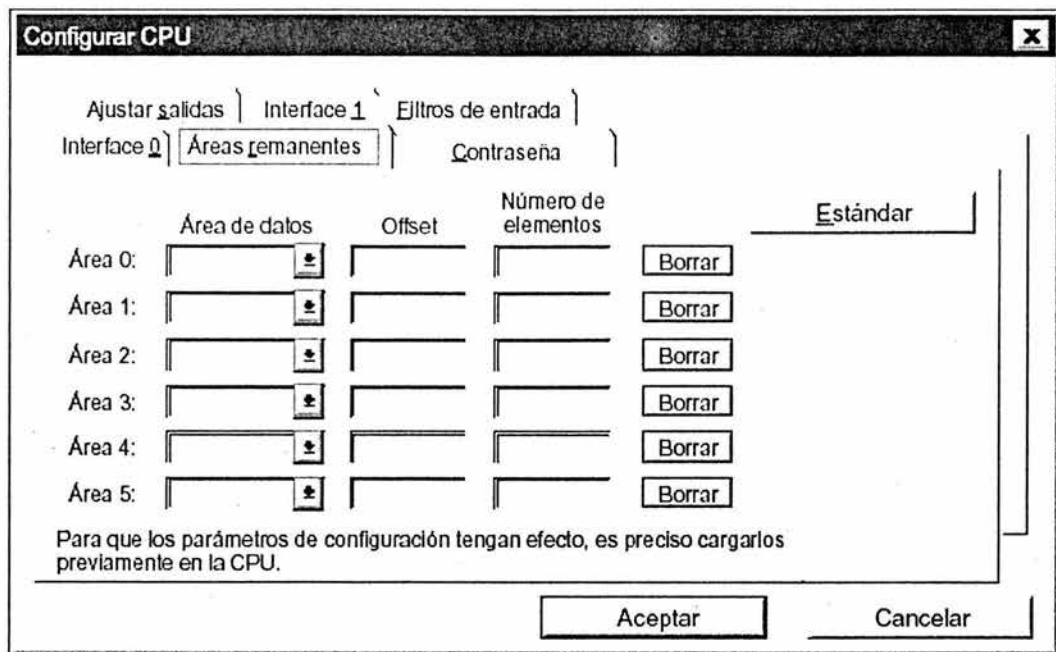 Configurar CPU
Ajustar salidas Interface 1 Filtros de entrada
Interface 0 Áreas remanentes Contraseña
Área de datos Offset Número de elementos
Estándar
Área 0: Borrar
Área 1: Borrar
Área 2: Borrar
Área 3: Borrar
Área 4: Borrar
Área 5: Borrar
Para que los parámetros de configuración tengan efecto, es preciso cargarlos
previamente en la CPU.
Aceptar Cancelar